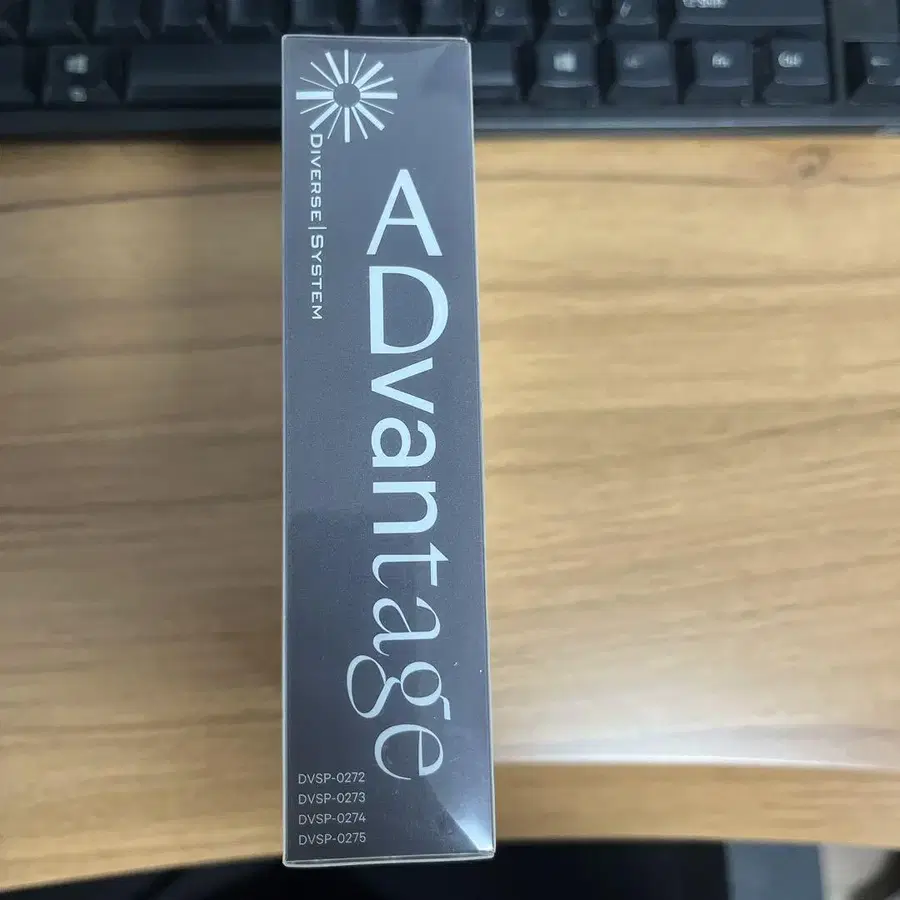 DIVERSE|SYSTEM
ADvantage
DVSP-0272
DVSP-0273
DVSP-0274
DVSP-0275